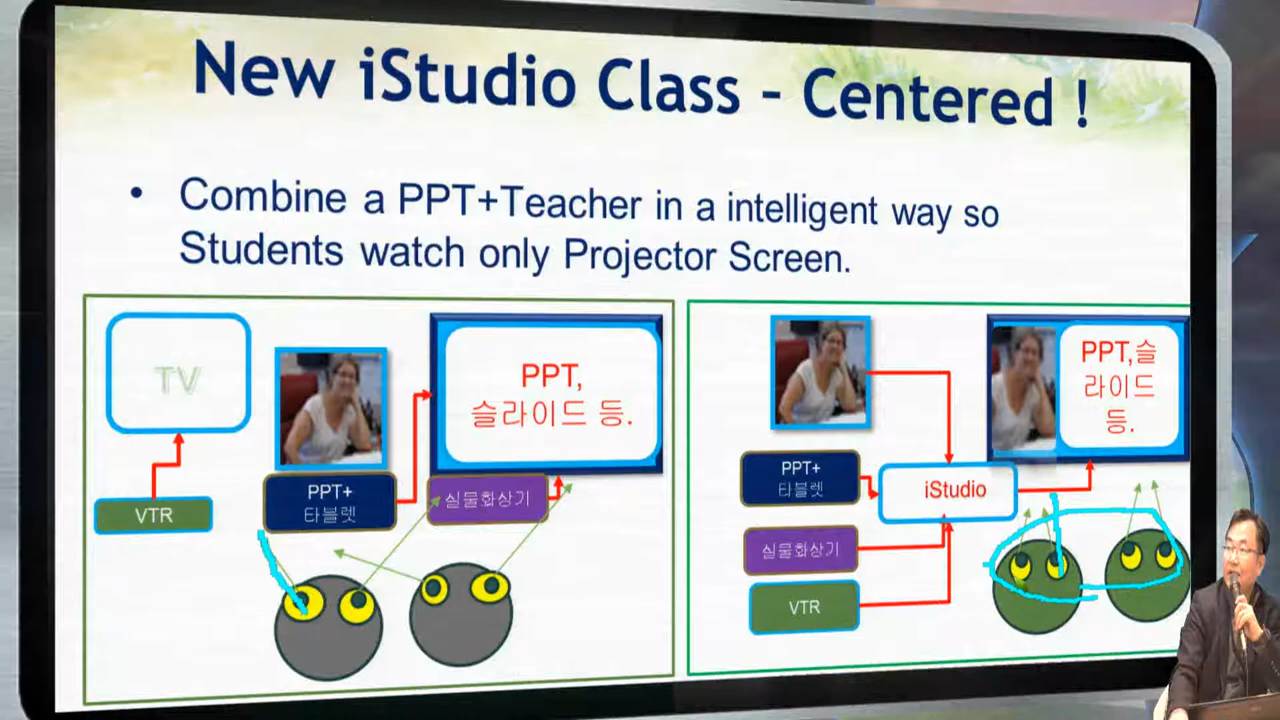 New iStudio Class - Centered !
• Combine a PPT+Teacher in a intelligent way so
Students watch only Projector Screen.
TV
VTR
PPT+
타블렛
PPT,
슬라이드 등.
실물화상기
PPT+
타블렛
실물화상기
VTR
iStudio
PPT,슬
라이드
등.